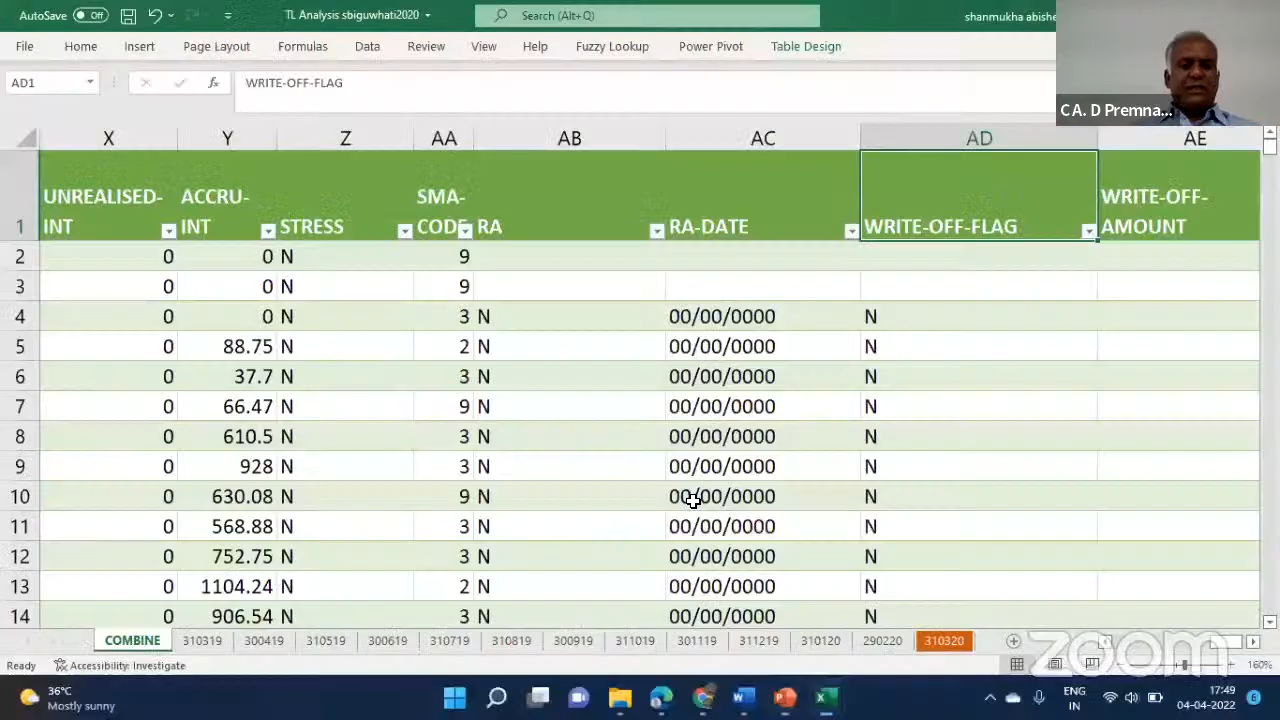 AutoSave Off TL Analysis sbiguwhati2020 Search (Alt+Q) shanmukha abishe
File Home Insert Page Layout Formulas Data Review View Help Fuzzy Lookup Power Pivot Table Design
AD1 fx WRITE-OFF-FLAG
C A. D Premna...
X Y Z AA AB AC AD AE
1 UNREALISED-INT ACCRU-INT STRESS SMA-CODE RA RA-DATE WRITE-OFF-FLAG WRITE-OFF-AMOUNT
2 0 0 N 9
3 0 0 N 9
4 0 0 N 3 N 00/00/0000 N
5 0 88.75 N 2 N 00/00/0000 N
6 0 37.7 N 3 N 00/00/0000 N
7 0 66.47 N 9 N 00/00/0000 N
8 0 610.5 N 3 N 00/00/0000 N
9 0 928 N 3 N 00/00/0000 N
10 0 630.08 N 9 N 00/00/0000 N
11 0 568.88 N 3 N 00/00/0000 N
12 0 752.75 N 3 N 00/00/0000 N
13 0 1104.24 N 2 N 00/00/0000 N
14 0 906.54 N 3 N 00/00/0000 N
COMBINE 310319 300419 310519 300619 310719 310819 300919 311019 301119 311219 310120 290220 310320
zoom
Ready Accessibility: Investigate 160%
36°C ENG 17:49
Mostly sunny IN 04-04-2022 6